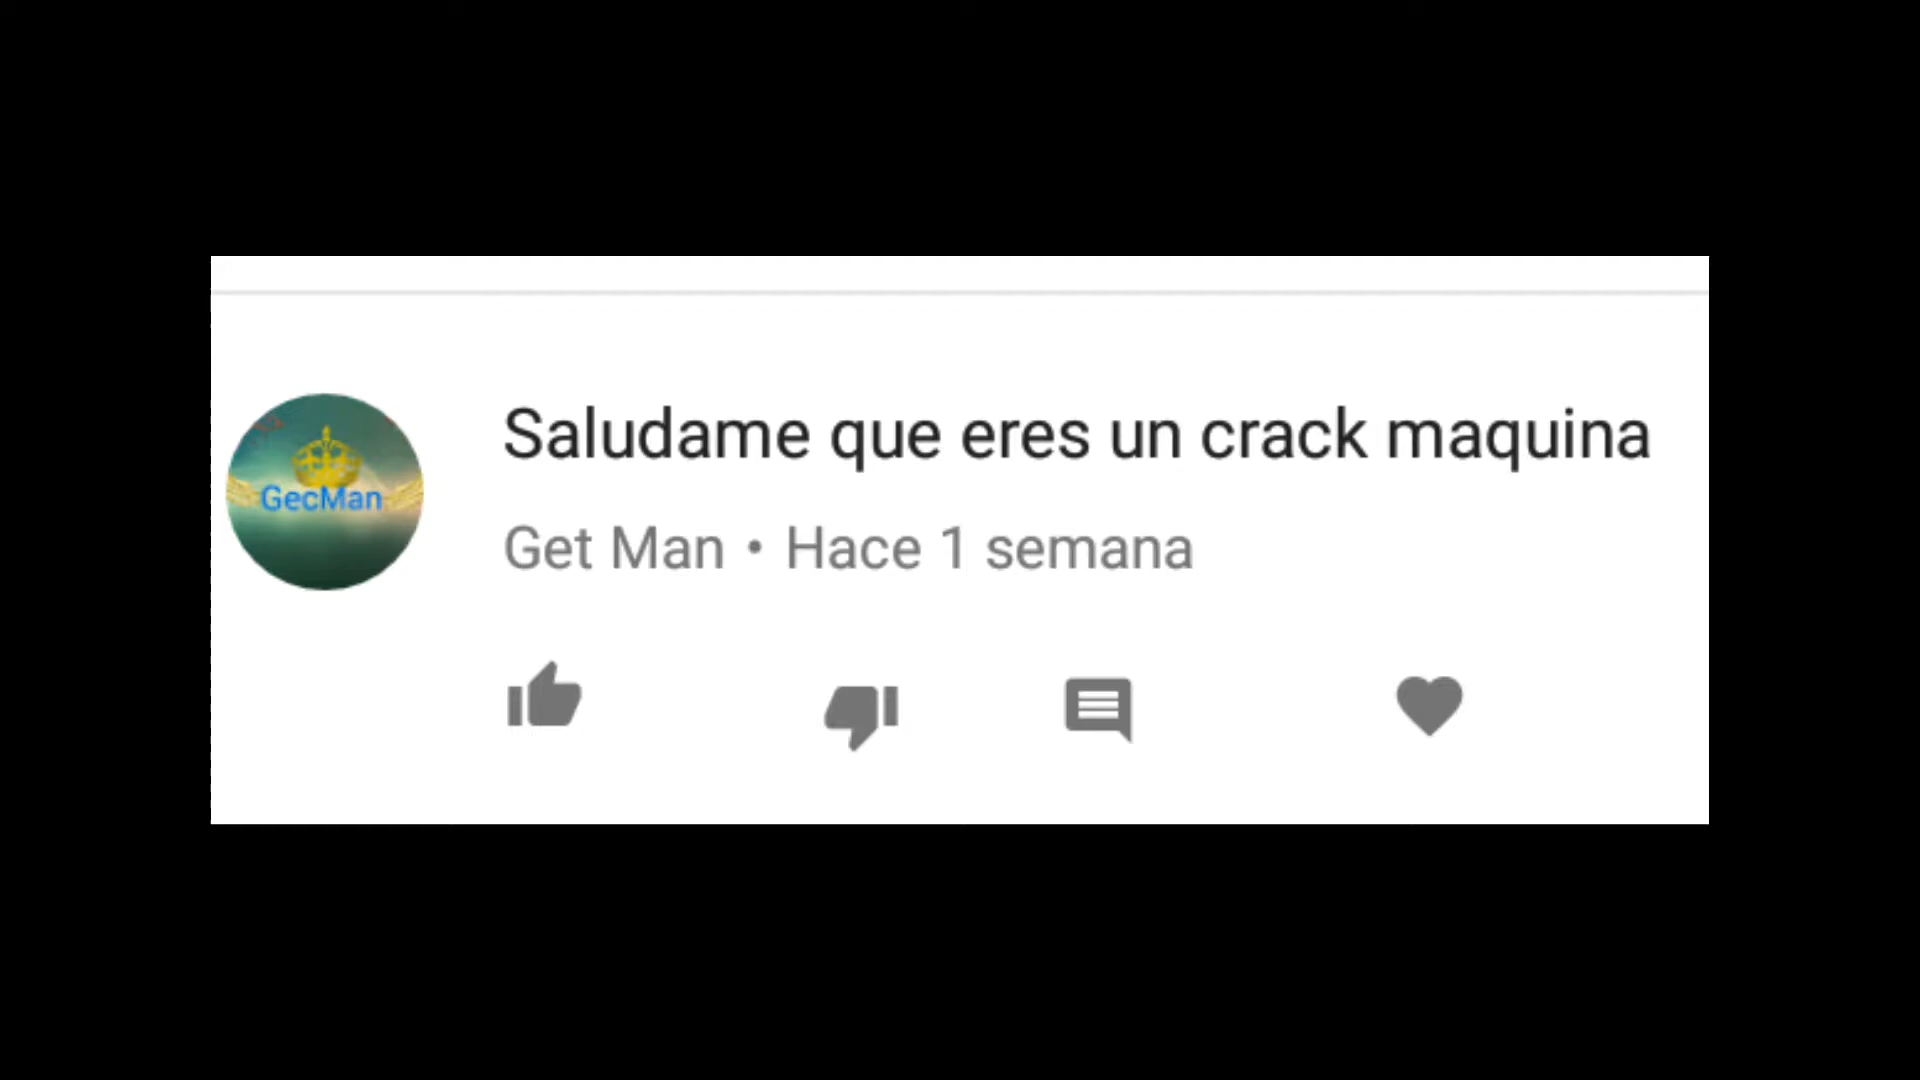 Saludame que eres un crack maquina
GecMan
Get Man • Hace 1 semana